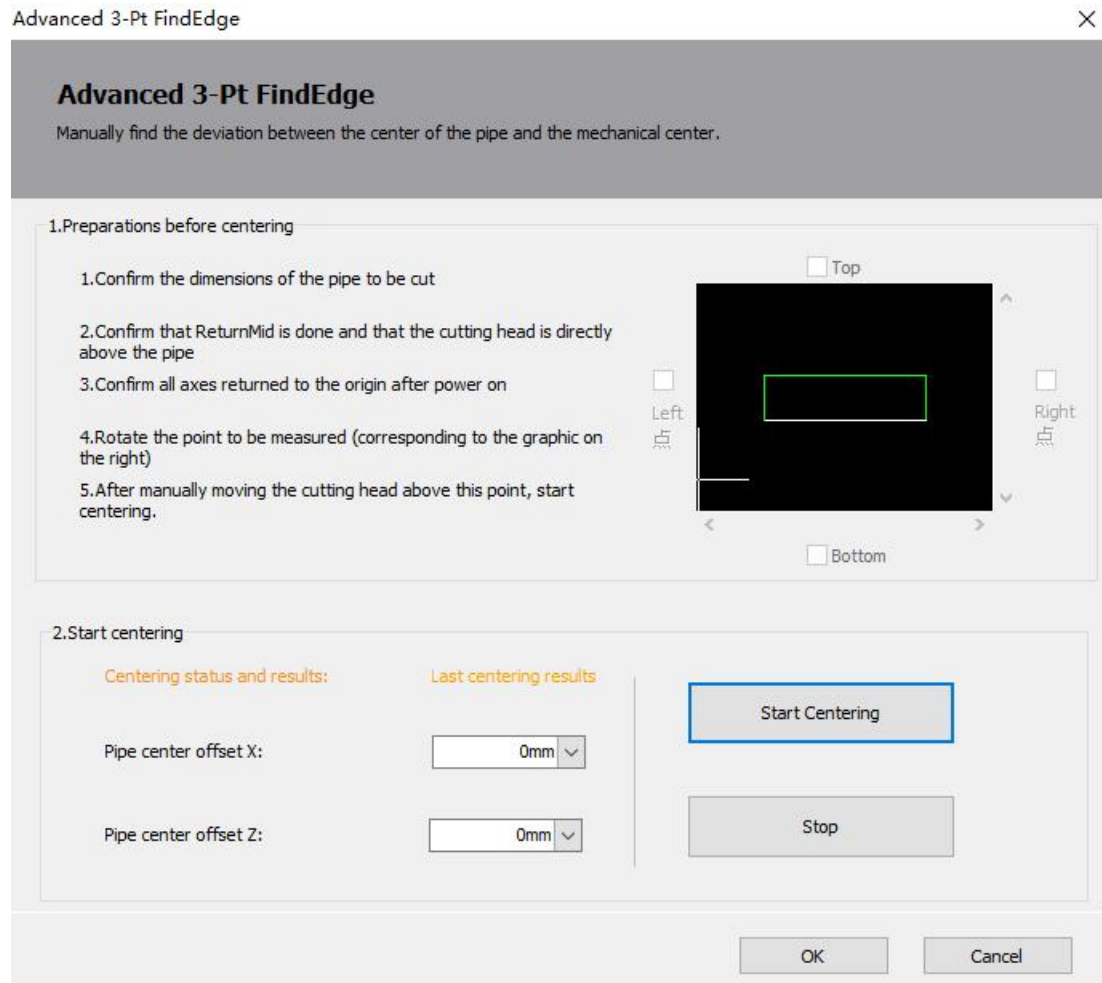 Advanced 3-Pt FindEdge
Advanced 3-Pt FindEdge
Manually find the deviation between the center of the pipe and the mechanical center.
1.Preparations before centering
1.Confirm the dimensions of the pipe to be cut
2.Confirm that ReturnMid is done and that the cutting head is directly
above the pipe
3.Confirm all axes returned to the origin after power on
4.Rotate the point to be measured (corresponding to the graphic on
the right)
5.After manually moving the cutting head above this point, start
centering.
Top
Left
点
Right
点
Bottom
2.Start centering
Centering status and results:
Last centering results
Pipe center offset X:
0mm
Pipe center offset Z:
0mm
Start Centering
Stop
OK
Cancel